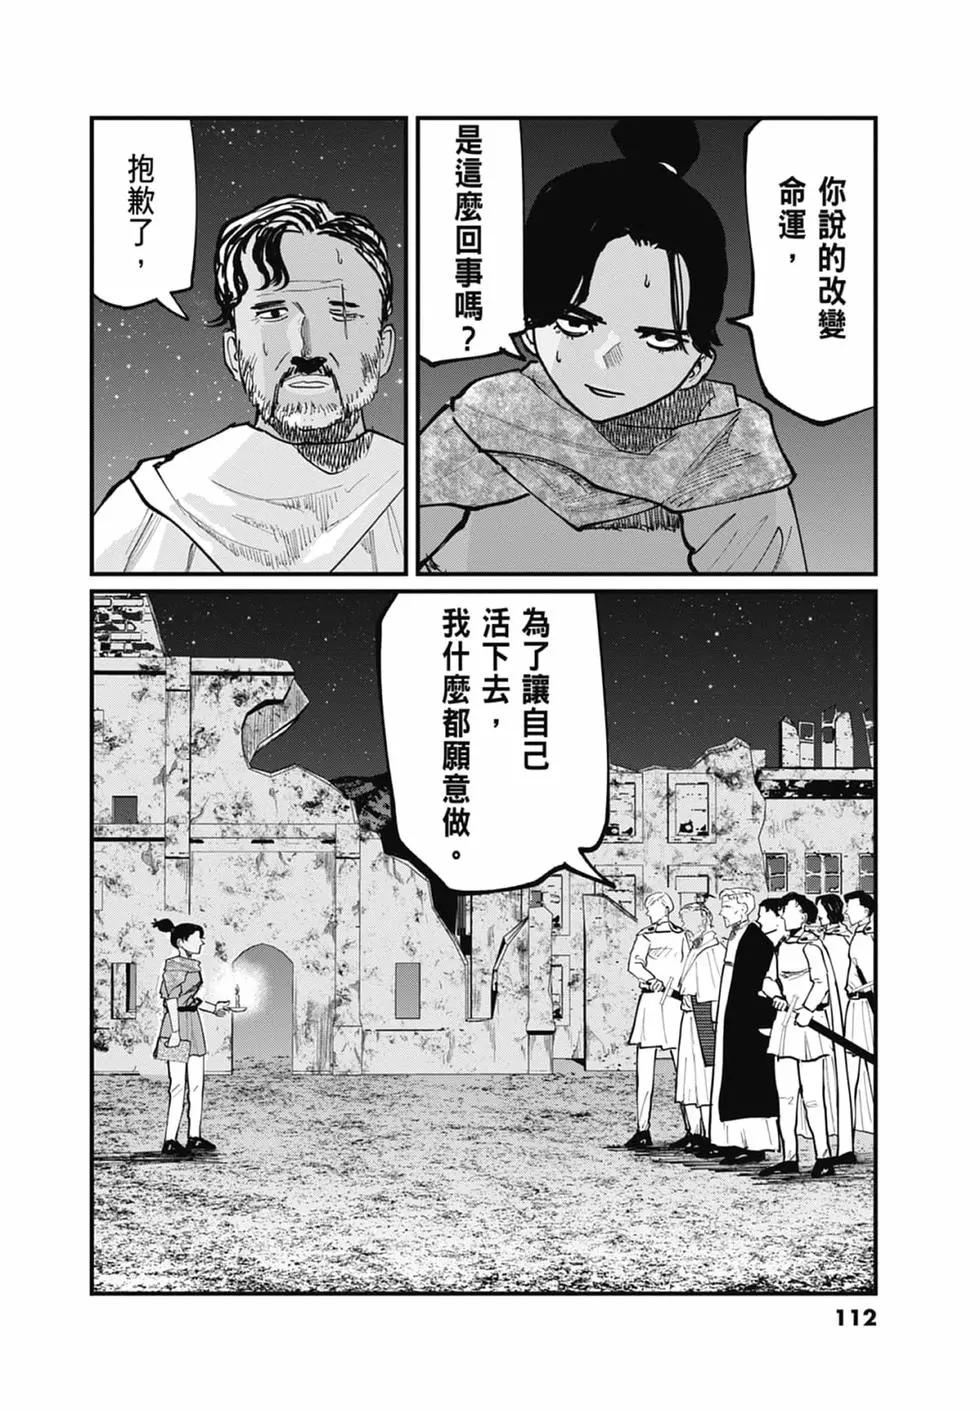 你說的改變
命運，
是這麼回事嗎？
抱歉了，
為了讓自己
活下去，
我什麼都願意做。
112